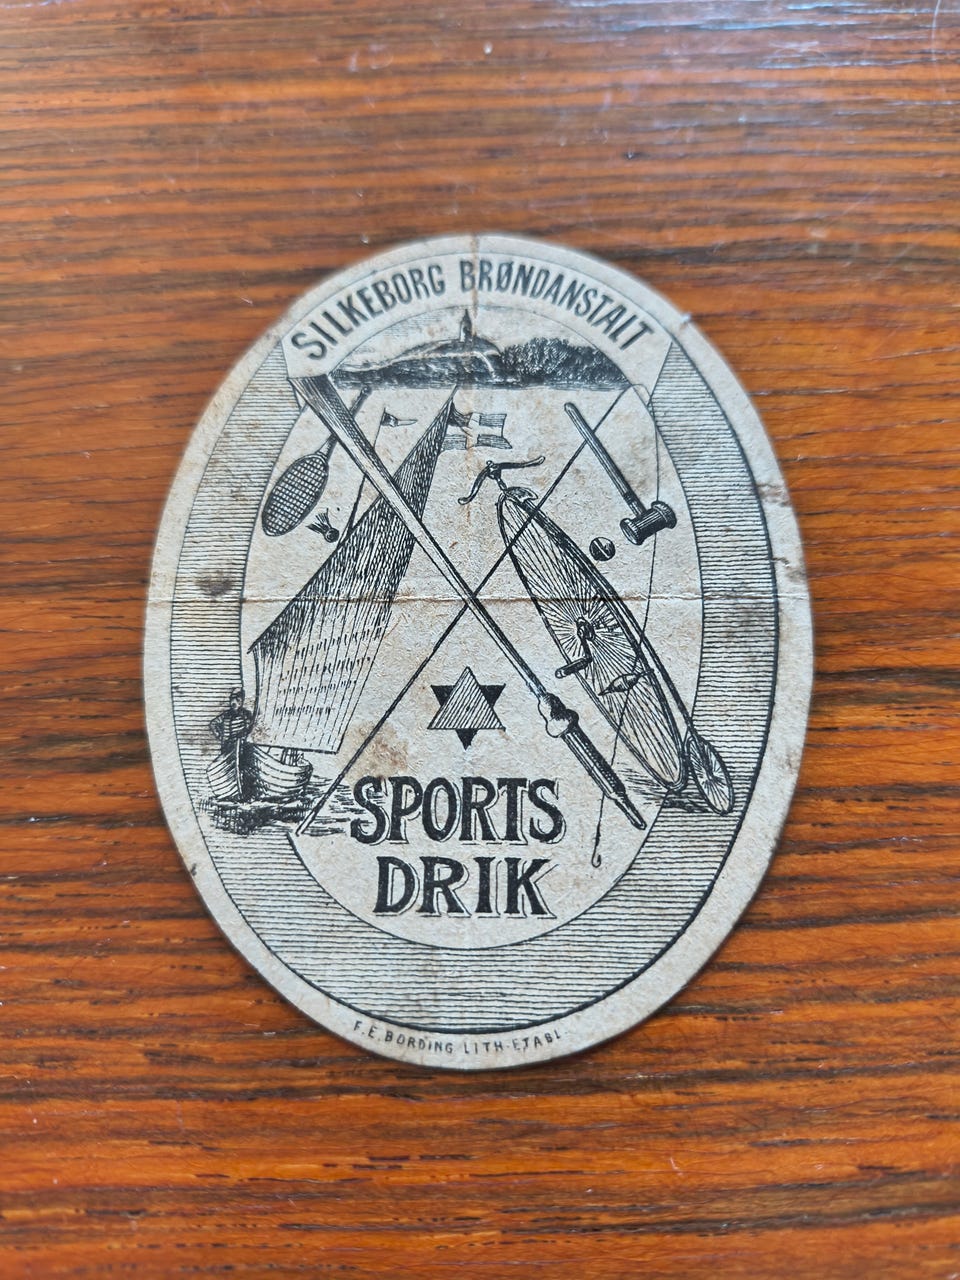 SILKEBORG BRØNDANSTALT
SPORTS
DRIK
F. E. BORDING LITH-ETABL.